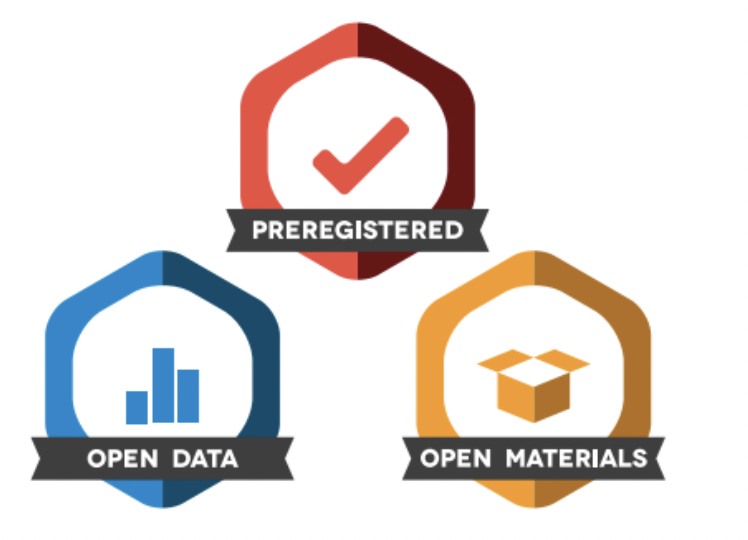 PREREGISTERED
OPEN DATA
OPEN MATERIALS